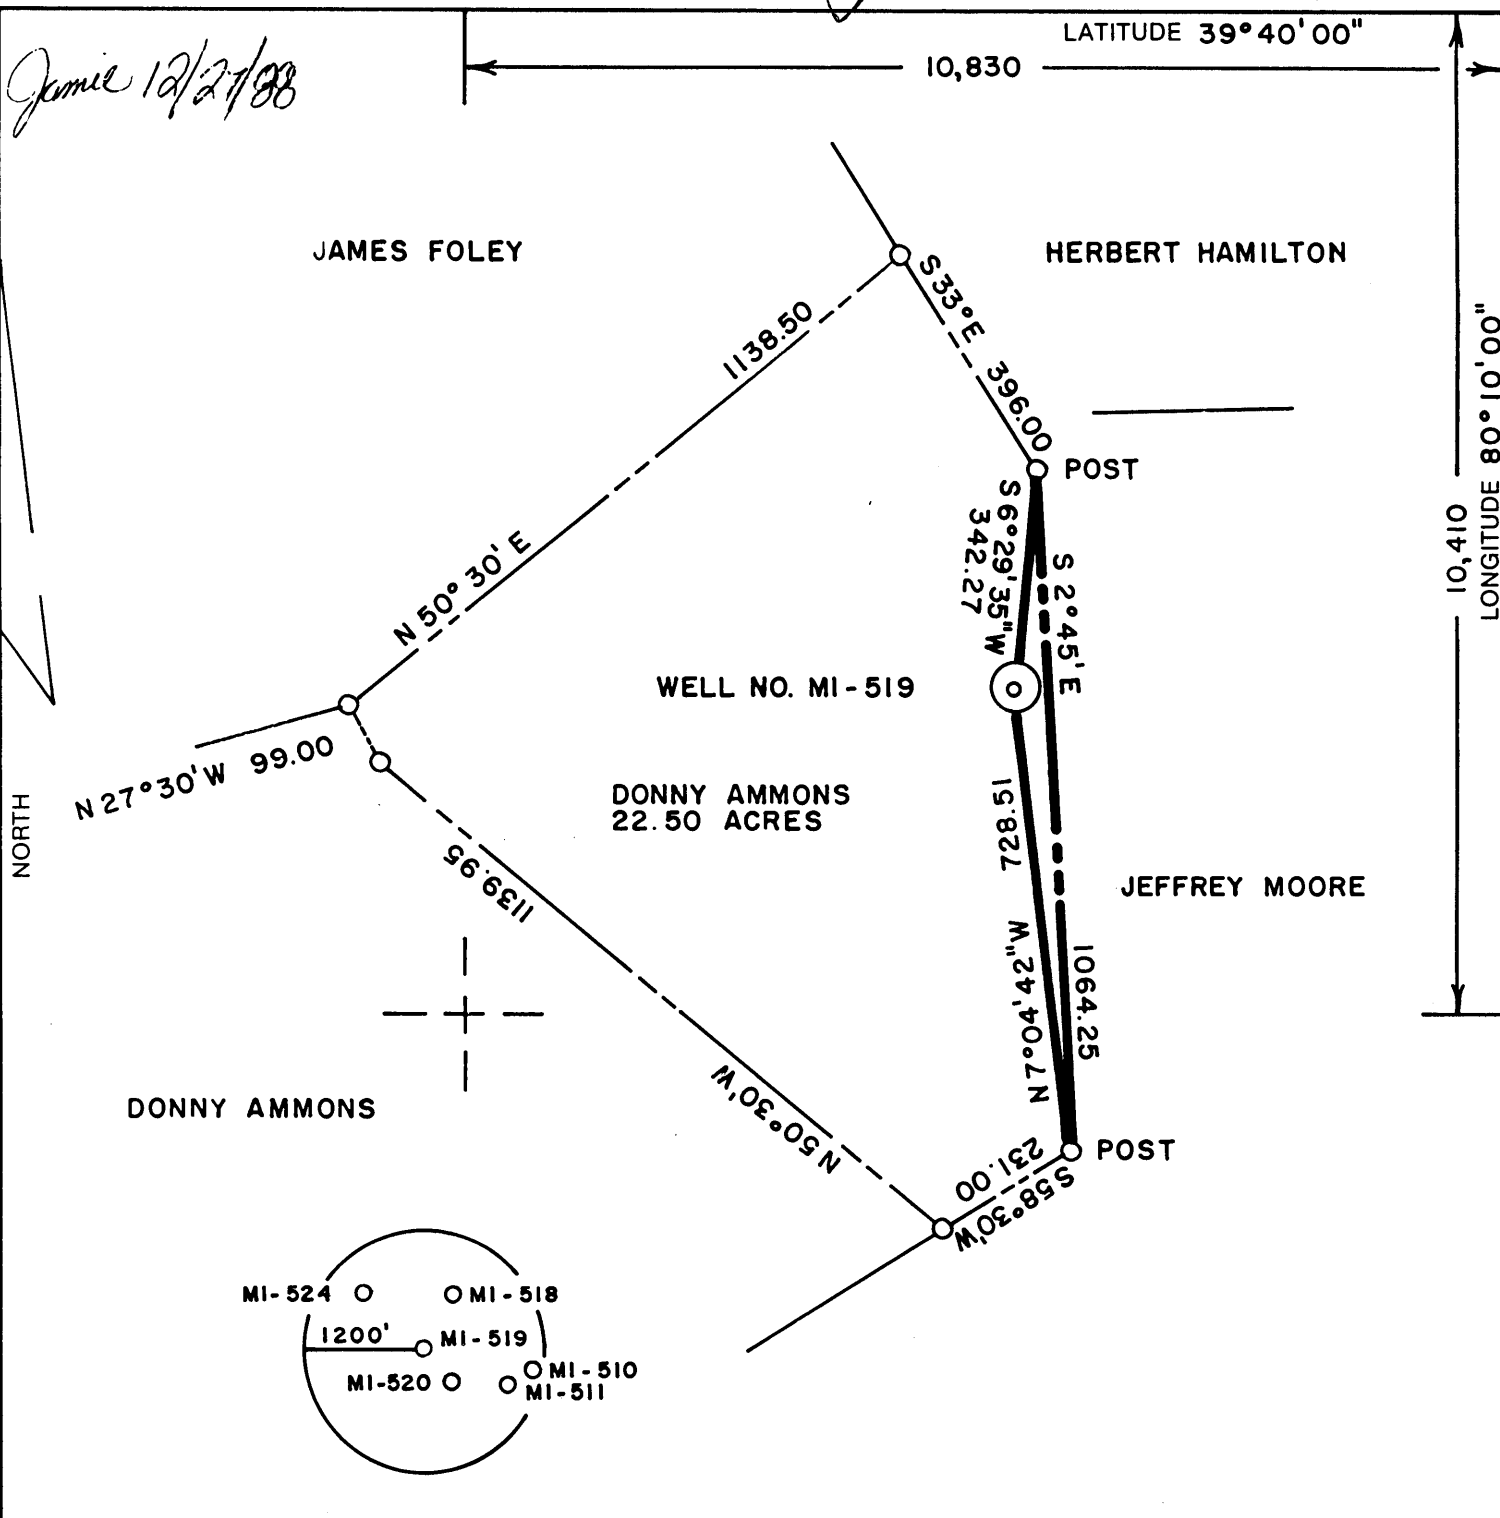 LATITUDE 39°40'00"
Jamie 12/27/88
10,830
JAMES FOLEY
HERBERT HAMILTON
S 33° E 396.00
1138.50
N 50° 30' E
POST
10,410
LONGITUDE 80° 10' 00"
S 6° 29' 35" W
342.27
S 2° 45' E
1064.25
WELL NO. MI-519
N 27° 30' W 99.00
DONNY AMMONS
22.50 ACRES
NORTH
N 7° 04' 42" W 728.51
JEFFREY MOORE
1139.95
N 50° 30' W
DONNY AMMONS
POST
231.00
S 58° 30' W
MI-524
MI-518
1200'
MI-519
MI-510
MI-520
MI-511